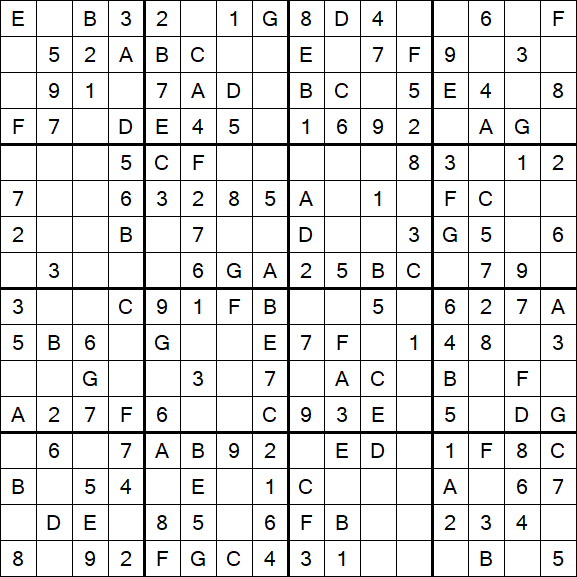 E B 3 2 1 G 8 D 4 6 F
5 2 A B C E 7 F 9 3
9 1 7 A D B C 5 E 4 8
F 7 D E 4 5 1 6 9 2 A G
5 C F 8 3 1 2
7 6 3 2 8 5 A 1 F C
2 B 7 D 3 G 5 6
3 6 G A 2 5 B C 7 9
3 C 9 1 F B 5 6 2 7 A
5 B 6 G E 7 F 1 4 8 3
G 3 7 A C B F
A 2 7 F 6 C 9 3 E 5 D G
6 7 A B 9 2 E D 1 F 8 C
B 5 4 E 1 C A 6 7
D E 8 5 6 F B 2 3 4
8 9 2 F G C 4 3 1 B 5